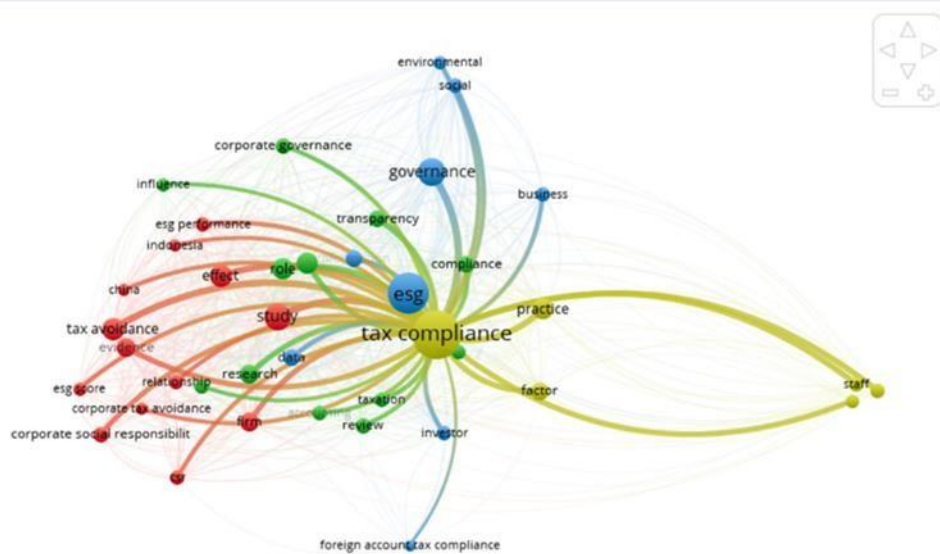 environmental
social
corporate governance
governance
influence
business
transparency
esg performance
indonesia
compliance
role
effect
china
esg
practice
study
tax avoidance
tax compliance
evidence
data
research
relationship
esg score
staff
factor
taxation
corporate tax avoidance
accounting
firm
review
corporate social responsibilit
investor
csr
foreign account tax compliance